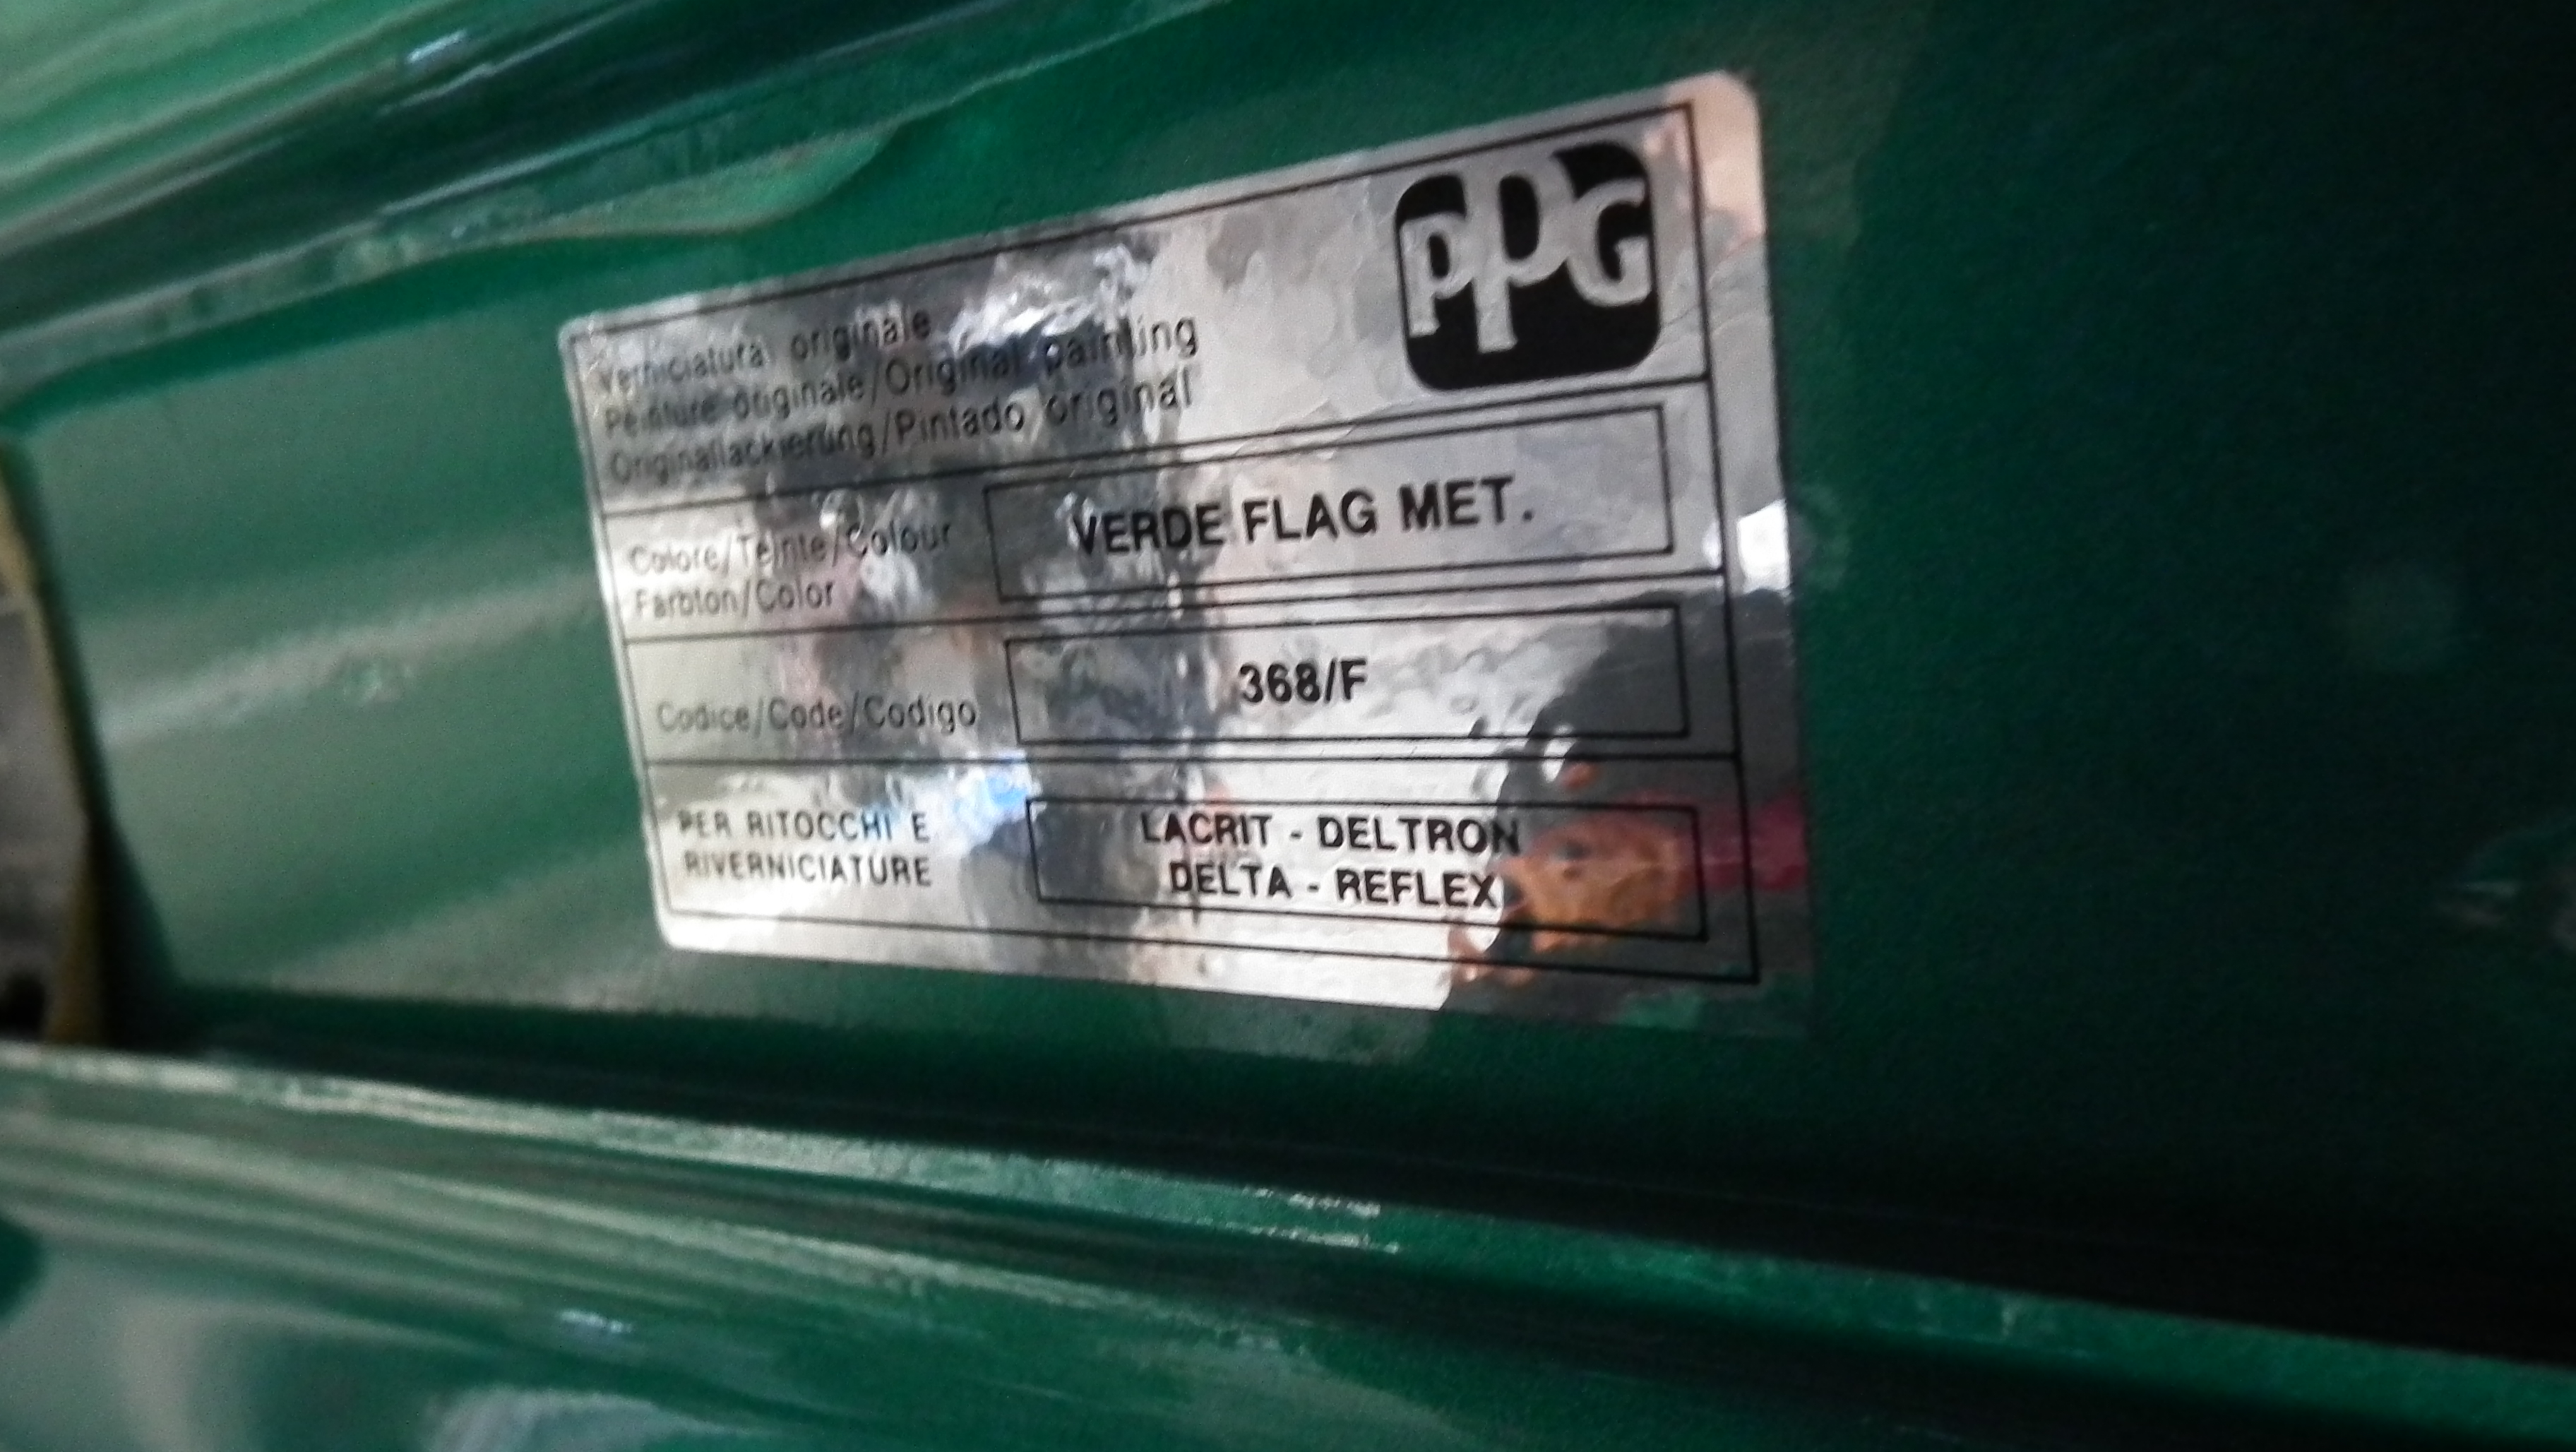 PPG
Verniciatura originale
Peinture originale/Original painting
Originallackierung/Pintado original
Colore/Teinte/Colour
Farbton/Color
VERDE FLAG MET.
Codice/Code/Codigo
368/F
PER RITOCCHI E
RIVERNICIATURE
LACRIT - DELTRON
DELTA - REFLEX